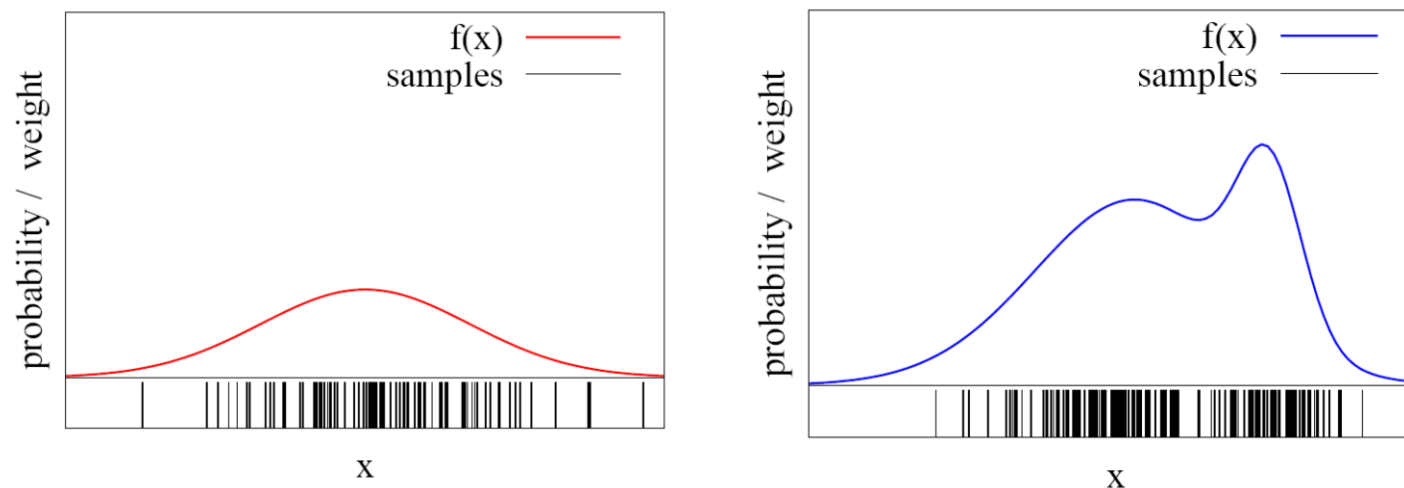 f(x)
samples
probability / weight
x
f(x)
samples
probability / weight
x